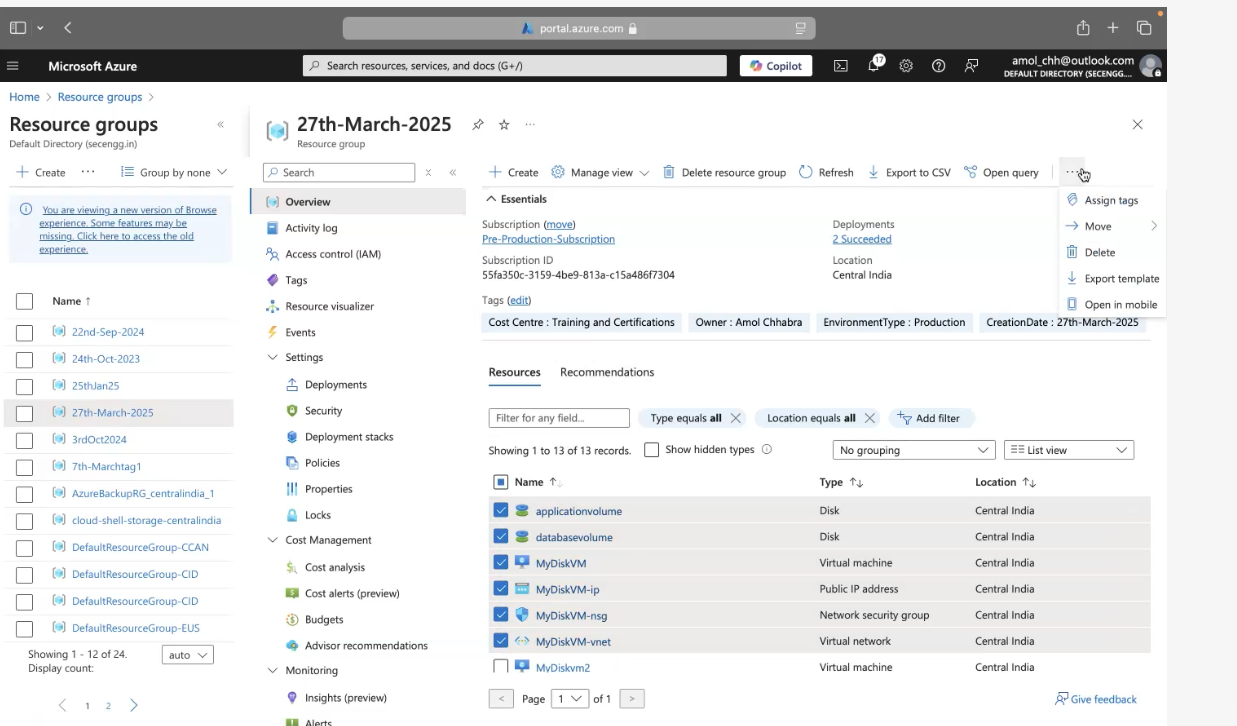 portal.azure.com
Microsoft Azure
Search resources, services, and docs (G+/)
Copilot
17
amol_chh@outlook.com
DEFAULT DIRECTORY (SECENGG....
Home > Resource groups >
Resource groups
Default Directory (secengg.in)
Create
Group by none
You are viewing a new version of Browse
experience. Some features may be
missing. Click here to access the old
experience.
Name ↑
22nd-Sep-2024
24th-Oct-2023
25thJan25
27th-March-2025
3rdOct2024
7th-Marchtag1
AzureBackupRG_centralindia_1
cloud-shell-storage-centralindia
DefaultResourceGroup-CCAN
DefaultResourceGroup-CID
DefaultResourceGroup-CID
DefaultResourceGroup-EUS
Showing 1 - 12 of 24.
Display count:
auto
< 1 2 >
27th-March-2025
Resource group
Search
Overview
Activity log
Access control (IAM)
Tags
Resource visualizer
Events
Settings
Deployments
Security
Deployment stacks
Policies
Properties
Locks
Cost Management
Cost analysis
Cost alerts (preview)
Budgets
Advisor recommendations
Monitoring
Insights (preview)
Alerts
Create Manage view Delete resource group Refresh Export to CSV Open query
Assign tags
Move
Delete
Export template
Open in mobile
Essentials
Subscription (move)
Pre-Production-Subscription
Subscription ID
55fa350c-3159-4be9-813a-c15a486f7304
Deployments
2 Succeeded
Location
Central India
Tags (edit)
Cost Centre : Training and Certifications Owner : Amol Chhabra EnvironmentType : Production CreationDate : 27th-March-2025
Resources Recommendations
Filter for any field... Type equals all Location equals all Add filter
Showing 1 to 13 of 13 records. Show hidden types No grouping List view
Name ↑↓ Type ↑↓ Location ↑↓
applicationvolume Disk Central India
databasevolume Disk Central India
MyDiskVM Virtual machine Central India
MyDiskVM-ip Public IP address Central India
MyDiskVM-nsg Network security group Central India
MyDiskVM-vnet Virtual network Central India
MyDiskvm2 Virtual machine Central India
< Page 1 of 1 >
Give feedback